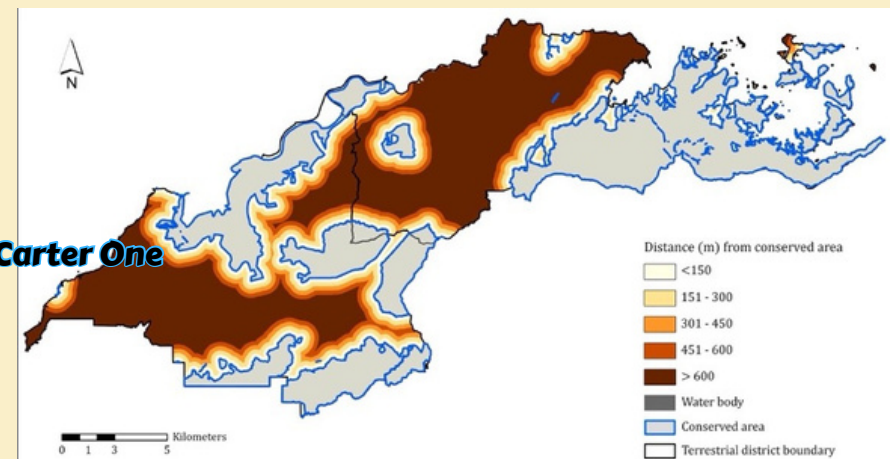 N
Carter One
Distance (m) from conserved area
<150
151 - 300
301 - 450
451 - 600
> 600
Water body
Conserved area
Terrestrial district boundary
Kilometers
0 1 3 5